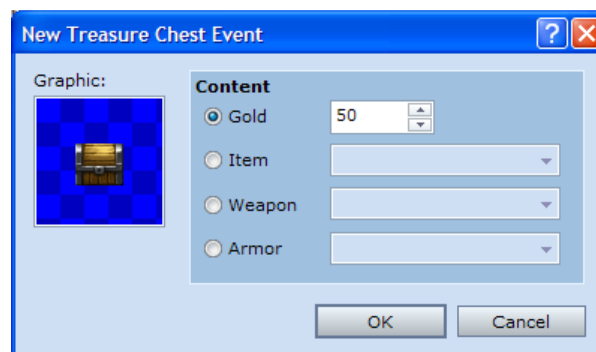 New Treasure Chest Event
Graphic:
Content
Gold 50
Item
Weapon
Armor
OK Cancel